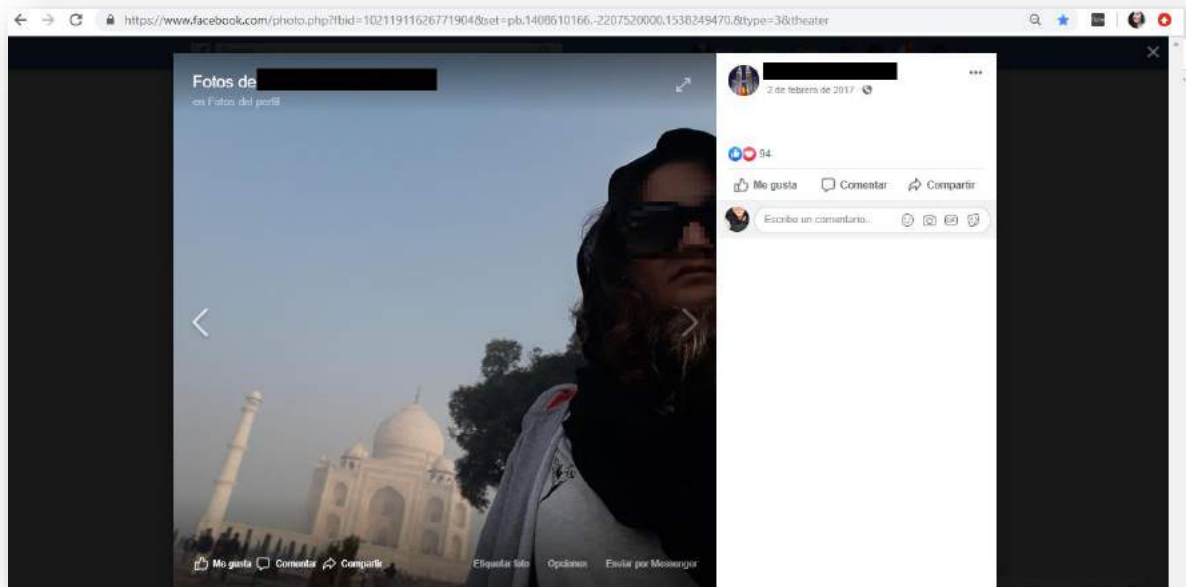 https://www.facebook.com/photo.php?fbid=10211911626771904&set=pb.1408610166.-2207520000.1538249470.&type=3&theater
Fotos de
en Fotos del perfil
2 de febrero de 2017
94
Me gusta Comentar Compartir
Escribe un comentario...
GIF
Me gusta Comentar Compartir
Etiquetar foto Opciones Enviar por Messenger